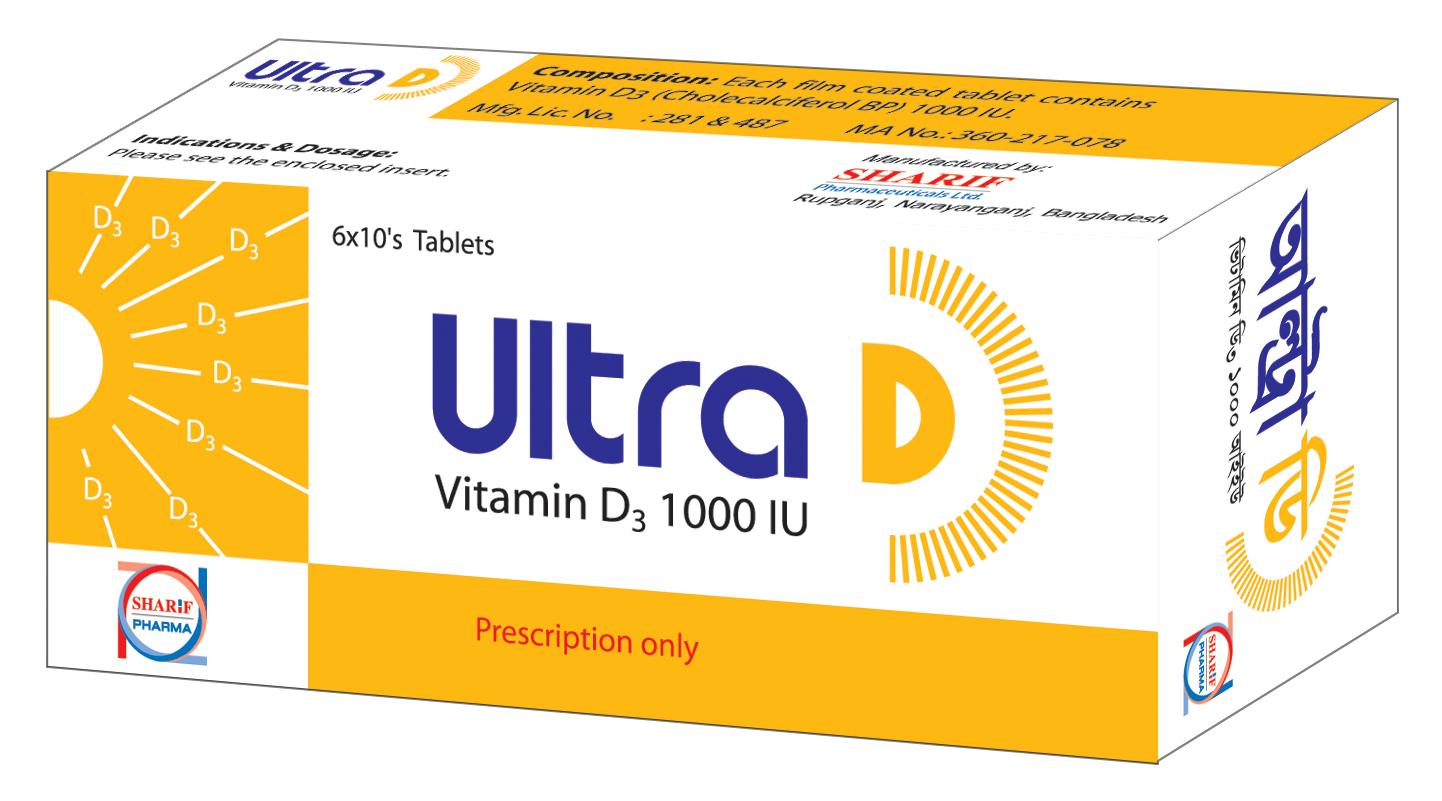 Ultra D
Vitamin D3 1000 IU
Composition: Each film coated tablet contains
Vitamin D3 (Cholecalciferol BP) 1000 IU.
Mfg. Lic. No. : 281 & 487 MA No.: 360-217-078
Indications & Dosage:
Please see the enclosed insert.
Manufactured by:
SHARIF
Pharmaceuticals Ltd.
Rupganj, Narayanganj, Bangladesh
D3
D3
D3
D3
D3
D3
D3
D3
6x10's Tablets
Ultra D
Vitamin D3 1000 IU
SHARIF
PHARMA
Prescription only
আল্ট্রা ডি
ভিটামিন ডি৩ ১০০০ আইইউ
SHARIF
PHARMA